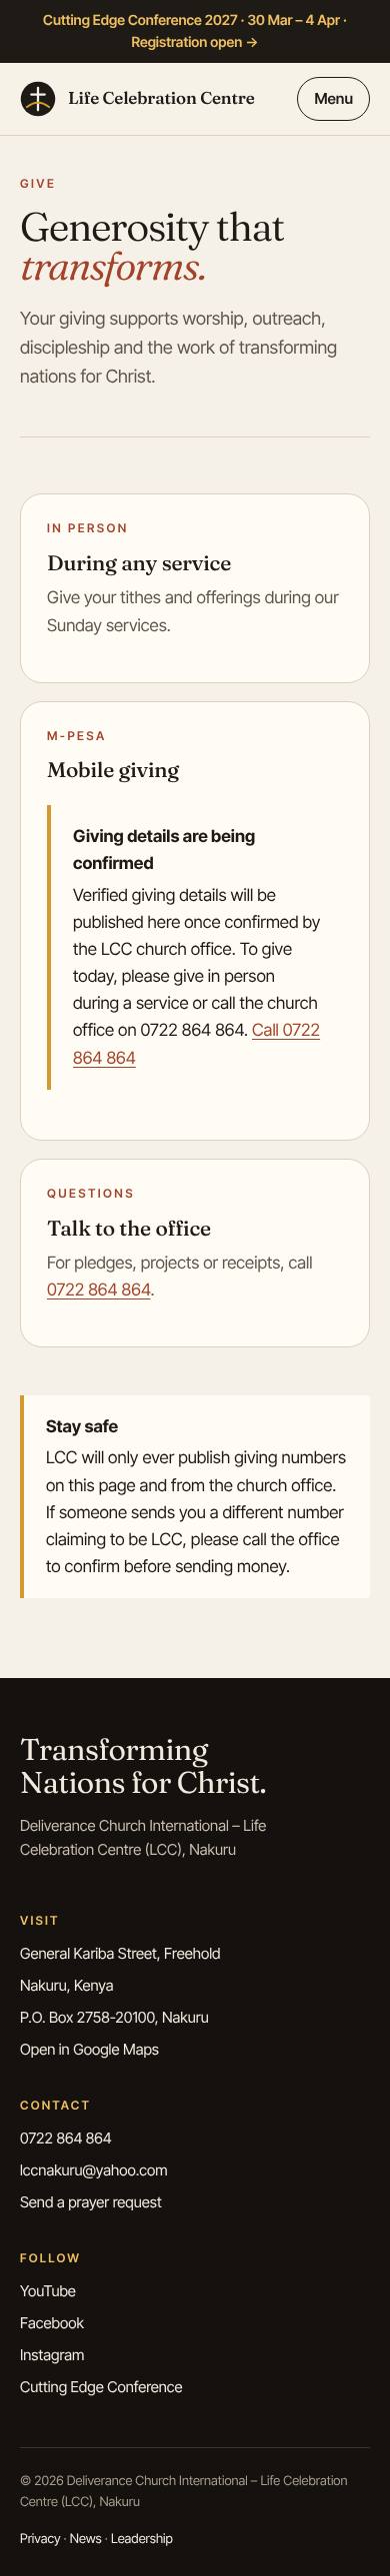 Cutting Edge Conference 2027 · 30 Mar – 4 Apr ·
Registration open →
Life Celebration Centre
Menu
GIVE
Generosity that
transforms.
Your giving supports worship, outreach,
discipleship and the work of transforming
nations for Christ.
IN PERSON
During any service
Give your tithes and offerings during our
Sunday services.
M-PESA
Mobile giving
Giving details are being
confirmed
Verified giving details will be
published here once confirmed by
the LCC church office. To give
today, please give in person
during a service or call the church
office on 0722 864 864. Call 0722
864 864
QUESTIONS
Talk to the office
For pledges, projects or receipts, call
0722 864 864.
Stay safe
LCC will only ever publish giving numbers
on this page and from the church office.
If someone sends you a different number
claiming to be LCC, please call the office
to confirm before sending money.
Transforming
Nations for Christ.
Deliverance Church International – Life
Celebration Centre (LCC), Nakuru
VISIT
General Kariba Street, Freehold
Nakuru, Kenya
P.O. Box 2758-20100, Nakuru
Open in Google Maps
CONTACT
0722 864 864
lccnakuru@yahoo.com
Send a prayer request
FOLLOW
YouTube
Facebook
Instagram
Cutting Edge Conference
© 2026 Deliverance Church International – Life Celebration
Centre (LCC), Nakuru
Privacy · News · Leadership